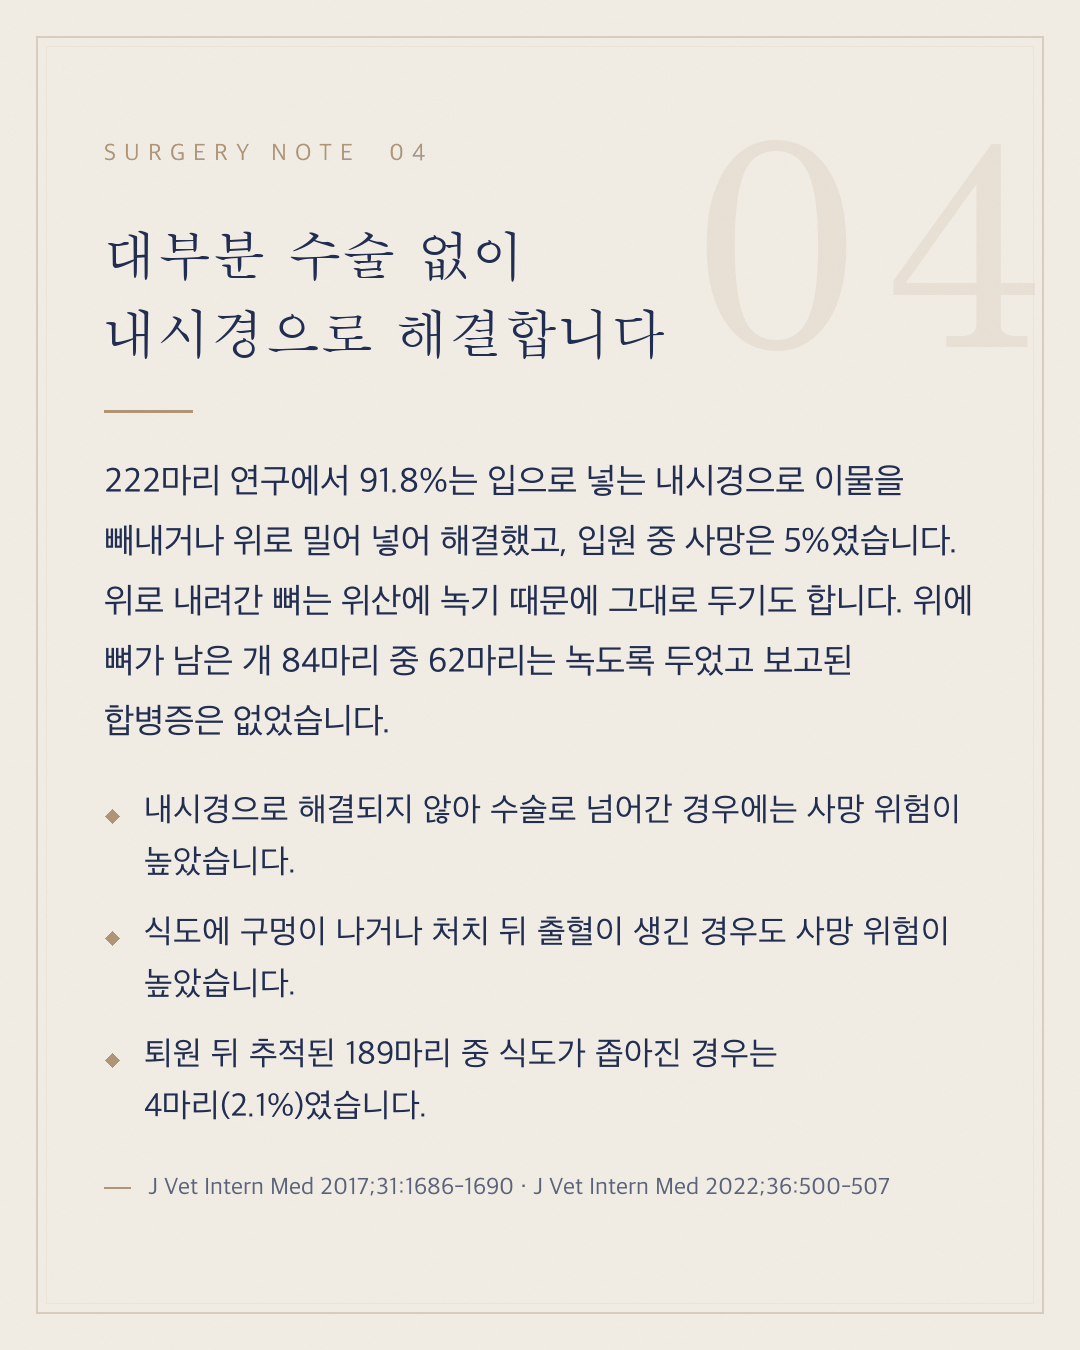 SURGERY NOTE 04
04
대부분 수술 없이
내시경으로 해결합니다
222마리 연구에서 91.8%는 입으로 넣는 내시경으로 이물을
빼내거나 위로 밀어 넣어 해결했고, 입원 중 사망은 5%였습니다.
위로 내려간 뼈는 위산에 녹기 때문에 그대로 두기도 합니다. 위에
뼈가 남은 개 84마리 중 62마리는 녹도록 두었고 보고된
합병증은 없었습니다.
◆ 내시경으로 해결되지 않아 수술로 넘어간 경우에는 사망 위험이
높았습니다.
◆ 식도에 구멍이 나거나 처치 뒤 출혈이 생긴 경우도 사망 위험이
높았습니다.
◆ 퇴원 뒤 추적된 189마리 중 식도가 좁아진 경우는
4마리(2.1%)였습니다.
— J Vet Intern Med 2017;31:1686–1690 · J Vet Intern Med 2022;36:500–507